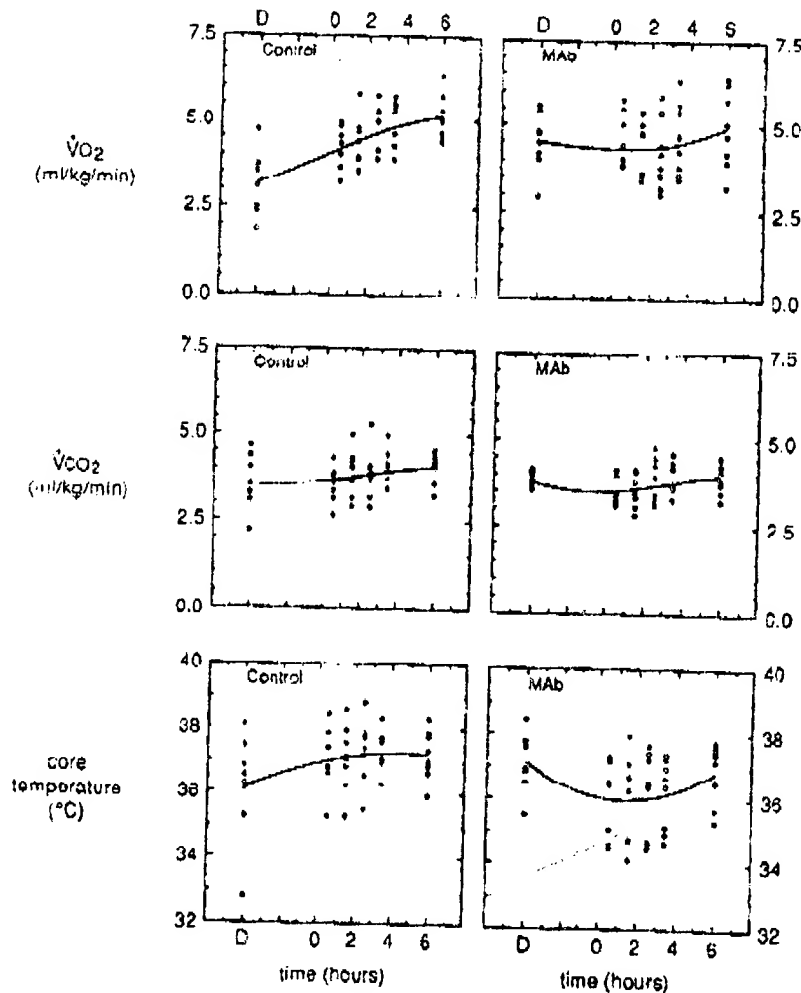 D 0 2 6 D 0 2 4 S
7.5 Control MAb 7.5
5.0 5.0
V̇O2
(ml/kg/min)
2.5 2.5
0.0 0.0
7.5 Control MAb 7.5
5.0 5.0
V̇CO2
(ml/kg/min)
2.5 2.5
0.0 0.0
40 Control MAb 40
38 38
core
temperature
(°C)
36 36
34 34
32 32
D 0 2 4 6 D 0 2 4 6
time (hours) time (hours)